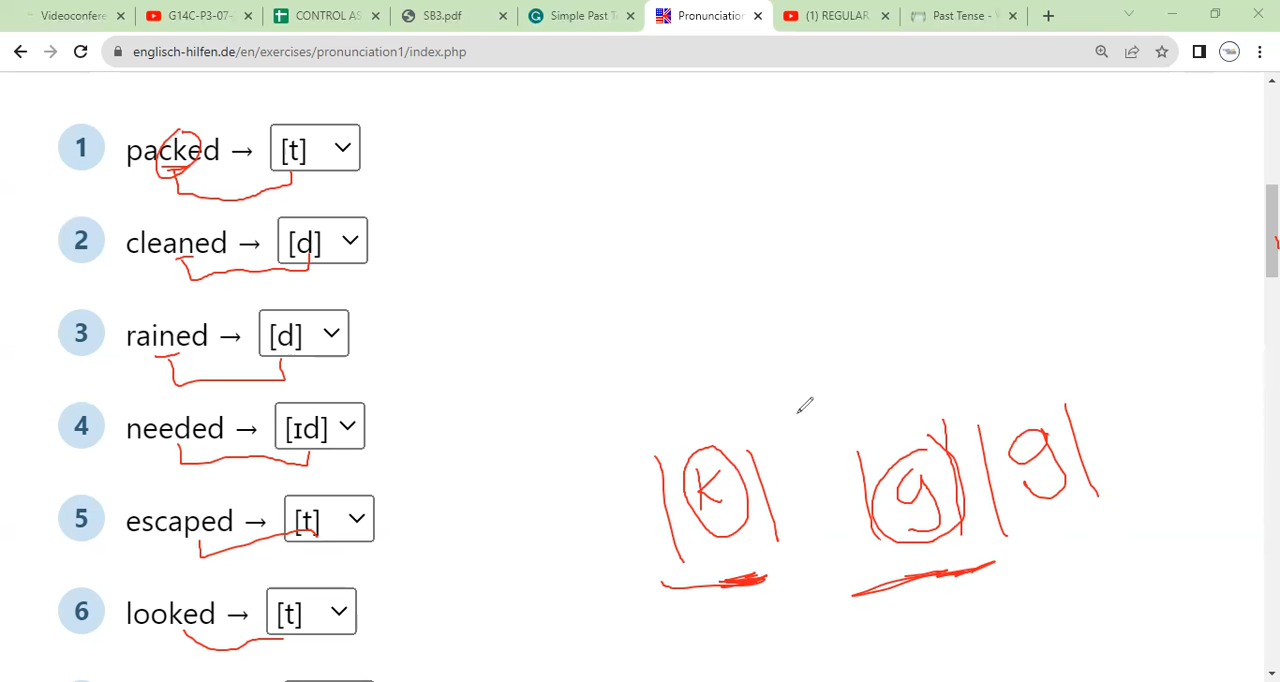 Videoconfere
G14C-P3-07-
CONTROL AS
SB3.pdf
Simple Past T
Pronunciation
(1) REGULAR
Past Tense -
englisch-hilfen.de/en/exercises/pronunciation1/index.php
1 packed → [t]
2 cleaned → [d]
3 rained → [d]
4 needed → [ɪd]
5 escaped → [t]
6 looked → [t]
|k| |g| |g|